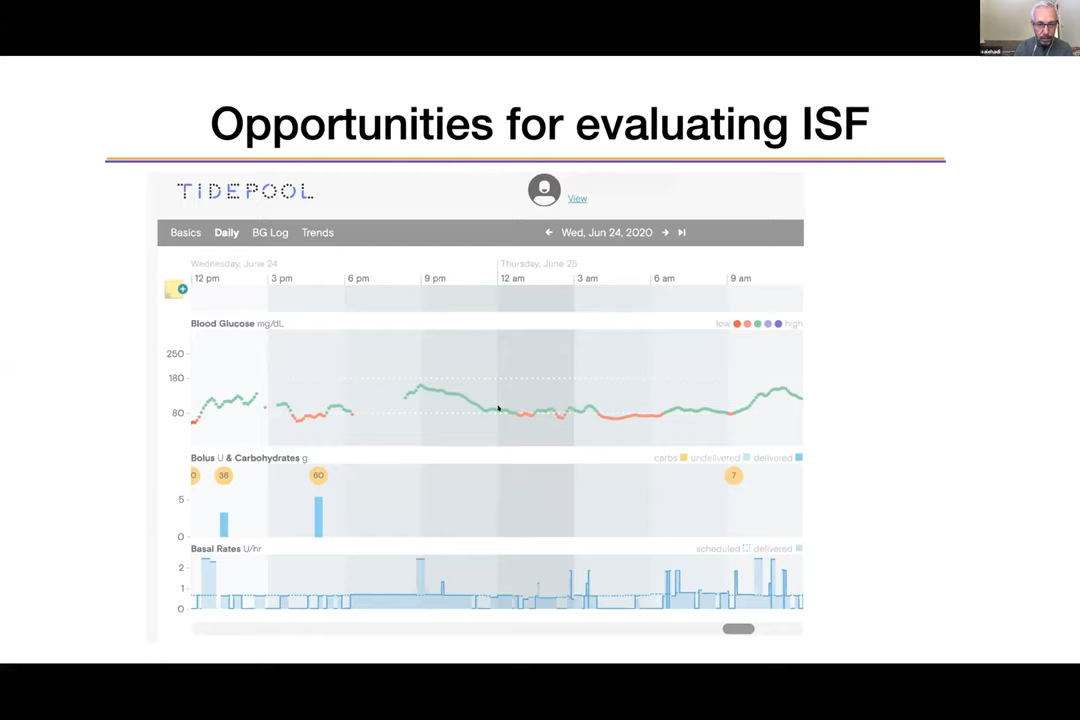 Opportunities for evaluating ISF
TIDEPOOL
View
Basics Daily BG Log Trends Wed, Jun 24, 2020
Wednesday, June 24 Thursday, June 25
12 pm 3 pm 6 pm 9 pm 12 am 3 am 6 am 9 am
Blood Glucose mg/dL low high
250
180
80
Bolus U & Carbohydrates g carbs undelivered delivered
0 36 60 7
5
0
Basal Rates U/hr scheduled delivered
2
1
0